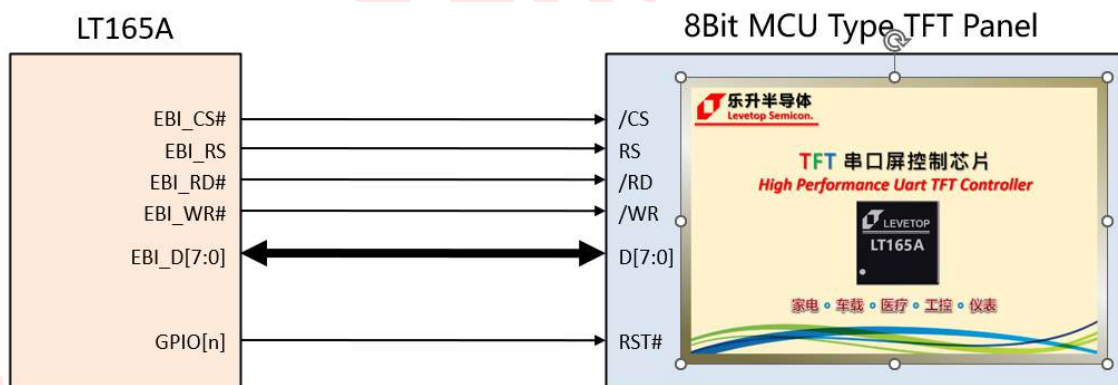 LT165A
8Bit MCU Type TFT Panel
EBI_CS#
EBI_RS
EBI_RD#
EBI_WR#
EBI_D[7:0]
GPIO[n]
/CS
RS
/RD
/WR
D[7:0]
RST#
乐升半导体
Levetop Semicon.
TFT 串口屏控制芯片
High Performance Uart TFT Controller
LEVETOP
LT165A
家电 • 车载 • 医疗 • 工控 • 仪表